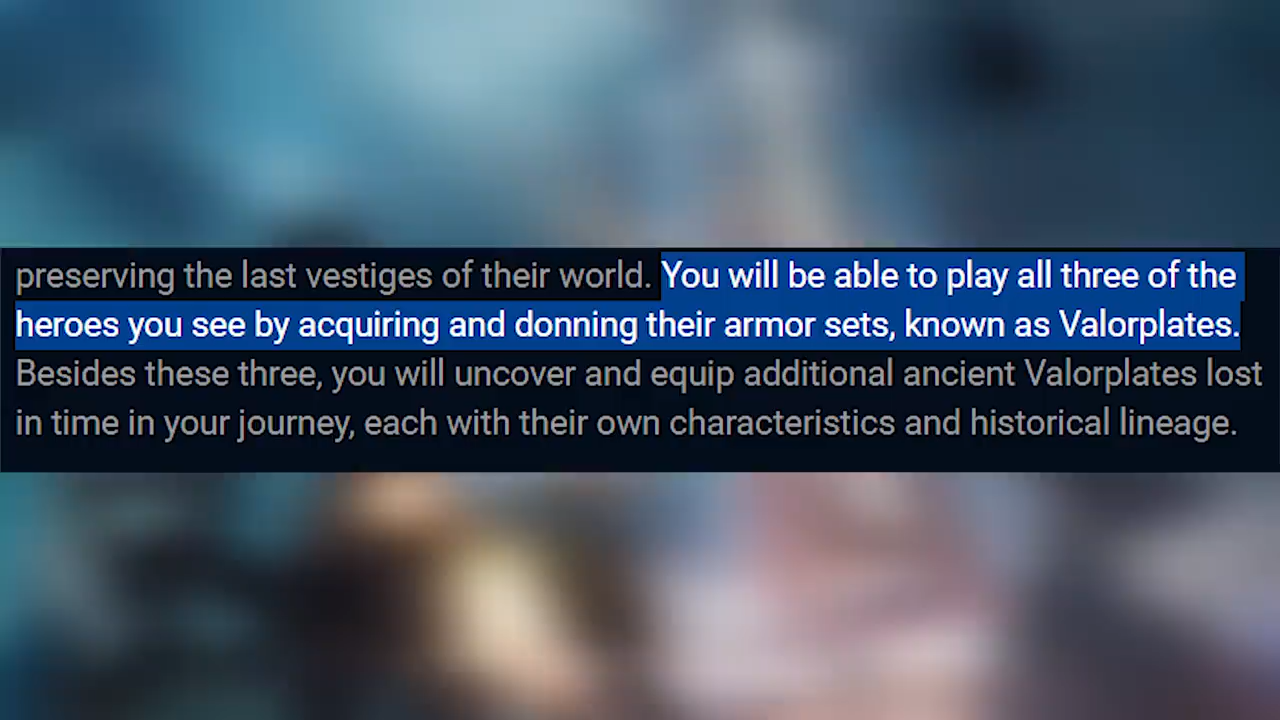 preserving the last vestiges of their world. You will be able to play all three of the
heroes you see by acquiring and donning their armor sets, known as Valorplates.
Besides these three, you will uncover and equip additional ancient Valorplates lost
in time in your journey, each with their own characteristics and historical lineage.